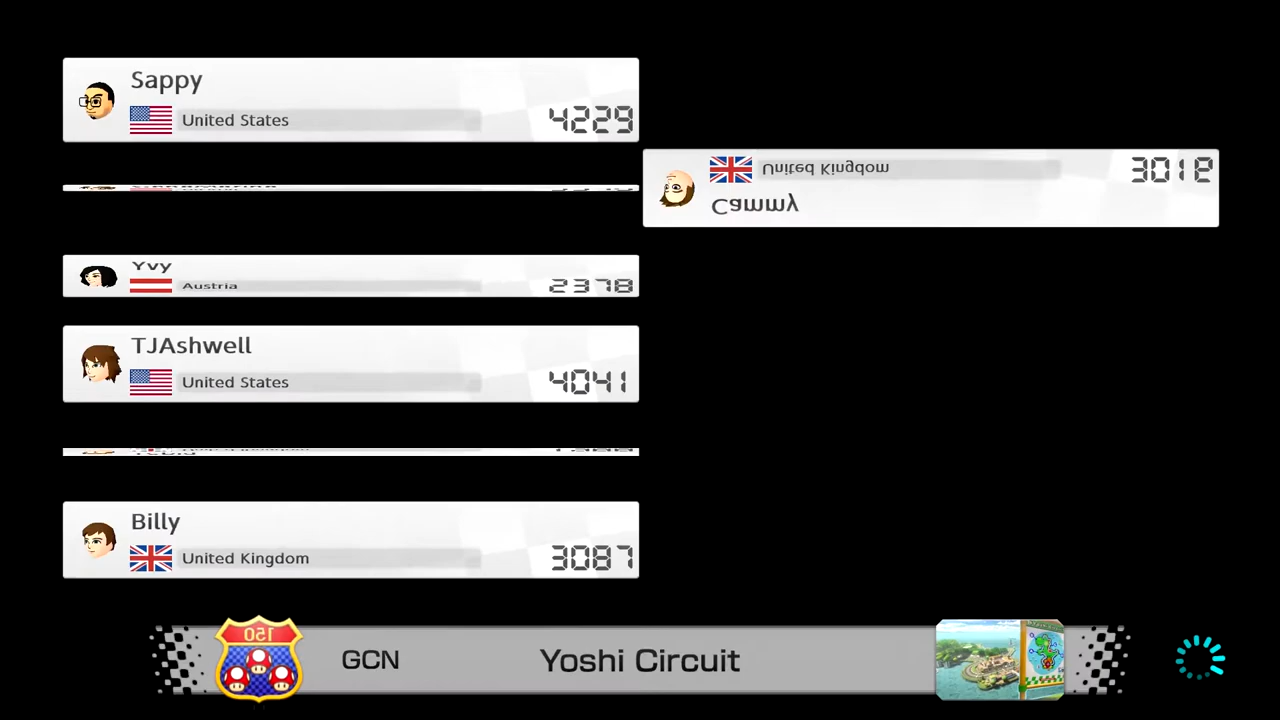 Sappy
United States
4229
Yvy
Austria
2378
TJAshwell
United States
4041
Billy
United Kingdom
3087
United Kingdom
3018
Cammy
150
GCN
Yoshi Circuit